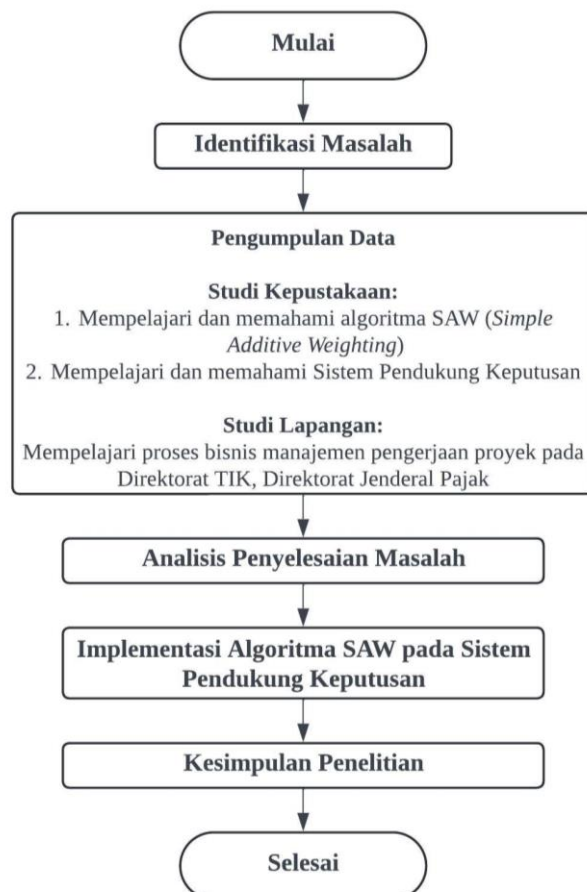 Mulai
Identifikasi Masalah
Pengumpulan Data
Studi Kepustakaan:
1. Mempelajari dan memahami algoritma SAW (Simple
Additive Weighting)
2. Mempelajari dan memahami Sistem Pendukung Keputusan
Studi Lapangan:
Mempelajari proses bisnis manajemen pengerjaan proyek pada
Direktorat TIK, Direktorat Jenderal Pajak
Analisis Penyelesaian Masalah
Implementasi Algoritma SAW pada Sistem
Pendukung Keputusan
Kesimpulan Penelitian
Selesai